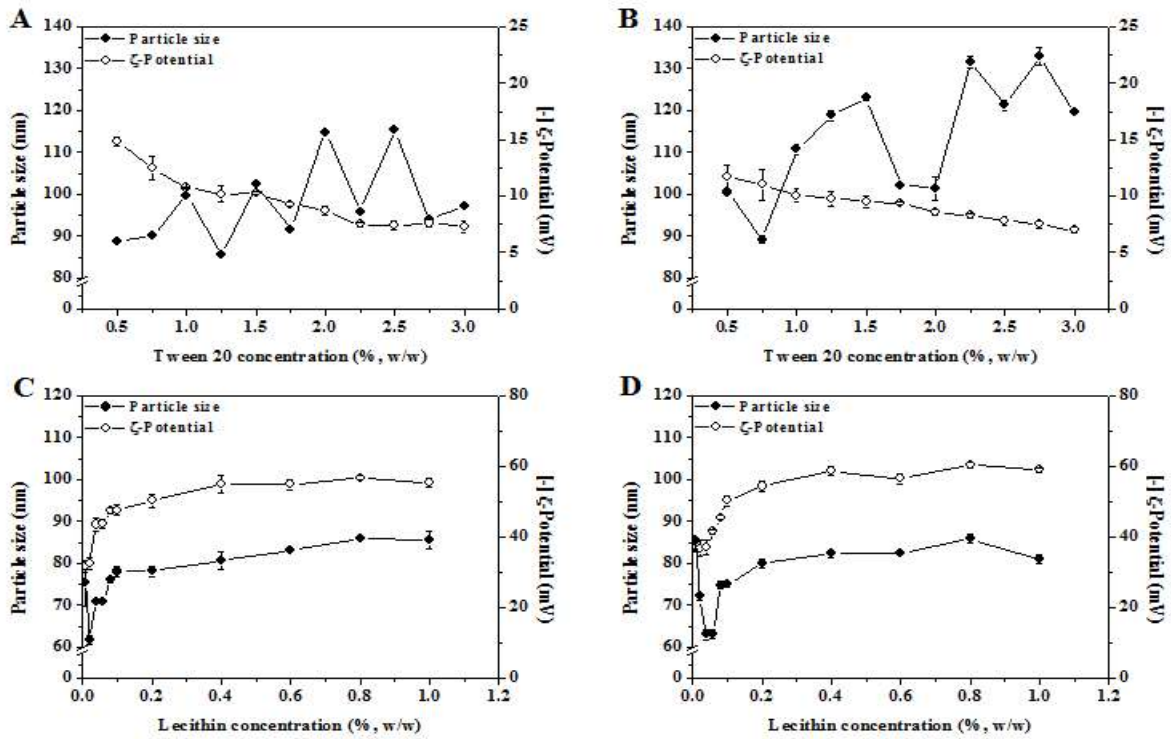 A
140
130
120
110
100
90
80
0
25
20
15
10
5
0
Particle size
ζ-Potential
Particle size (nm)
[-] ζ-Potential (mV)
0.5 1.0 1.5 2.0 2.5 3.0
Tween 20 concentration (%, w/w)
B
140
130
120
110
100
90
80
0
25
20
15
10
5
0
Particle size
ζ-Potential
Particle size (nm)
[-] ζ-Potential (mV)
0.5 1.0 1.5 2.0 2.5 3.0
Tween 20 concentration (%, w/w)
C
120
110
100
90
80
70
60
0
80
60
40
20
0
Particle size
ζ-Potential
Particle size (nm)
[-] ζ-Potential (mV)
0.0 0.2 0.4 0.6 0.8 1.0 1.2
Lecithin concentration (%, w/w)
D
120
110
100
90
80
70
60
0
80
60
40
20
0
Particle size
ζ-Potential
Particle size (nm)
[-] ζ-Potential (mV)
0.0 0.2 0.4 0.6 0.8 1.0 1.2
Lecithin concentration (%, w/w)